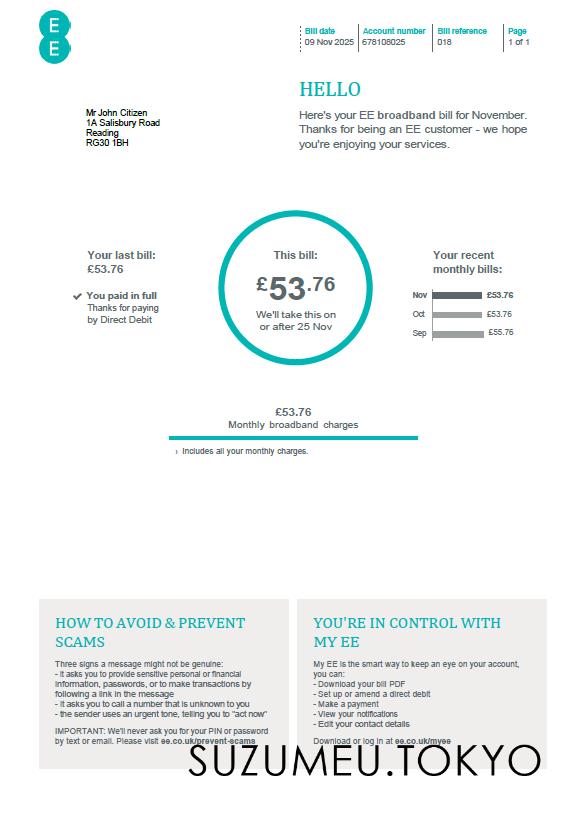 E
E
Bill date
09 Nov 2025
Account number
678108025
Bill reference
018
Page
1 of 1
HELLO
Here's your EE broadband bill for November.
Thanks for being an EE customer - we hope
you're enjoying your services.
Mr John Citizen
1A Salisbury Road
Reading
RG30 1BH
Your last bill:
£53.76
You paid in full
Thanks for paying
by Direct Debit
This bill:
£53.76
We'll take this on
or after 25 Nov
Your recent
monthly bills:
Nov £53.76
Oct £53.76
Sep £55.76
£53.76
Monthly broadband charges
› Includes all your monthly charges.
HOW TO AVOID & PREVENT
SCAMS
Three signs a message might not be genuine:
- it asks you to provide sensitive personal or financial
information, passwords, or to make transactions by
following a link in the message
- it asks you to call a number that is unknown to you
- the sender uses an urgent tone, telling you to "act now"
IMPORTANT: We'll never ask you for your PIN or password
by text or email. Please visit ee.co.uk/prevent-scams
YOU'RE IN CONTROL WITH
MY EE
My EE is the smart way to keep an eye on your account,
you can:
- Download your bill PDF
- Set up or amend a direct debit
- Make a payment
- View your notifications
- Edit your contact details
Download or log in at ee.co.uk/myee
SUZUMEU.TOKYO